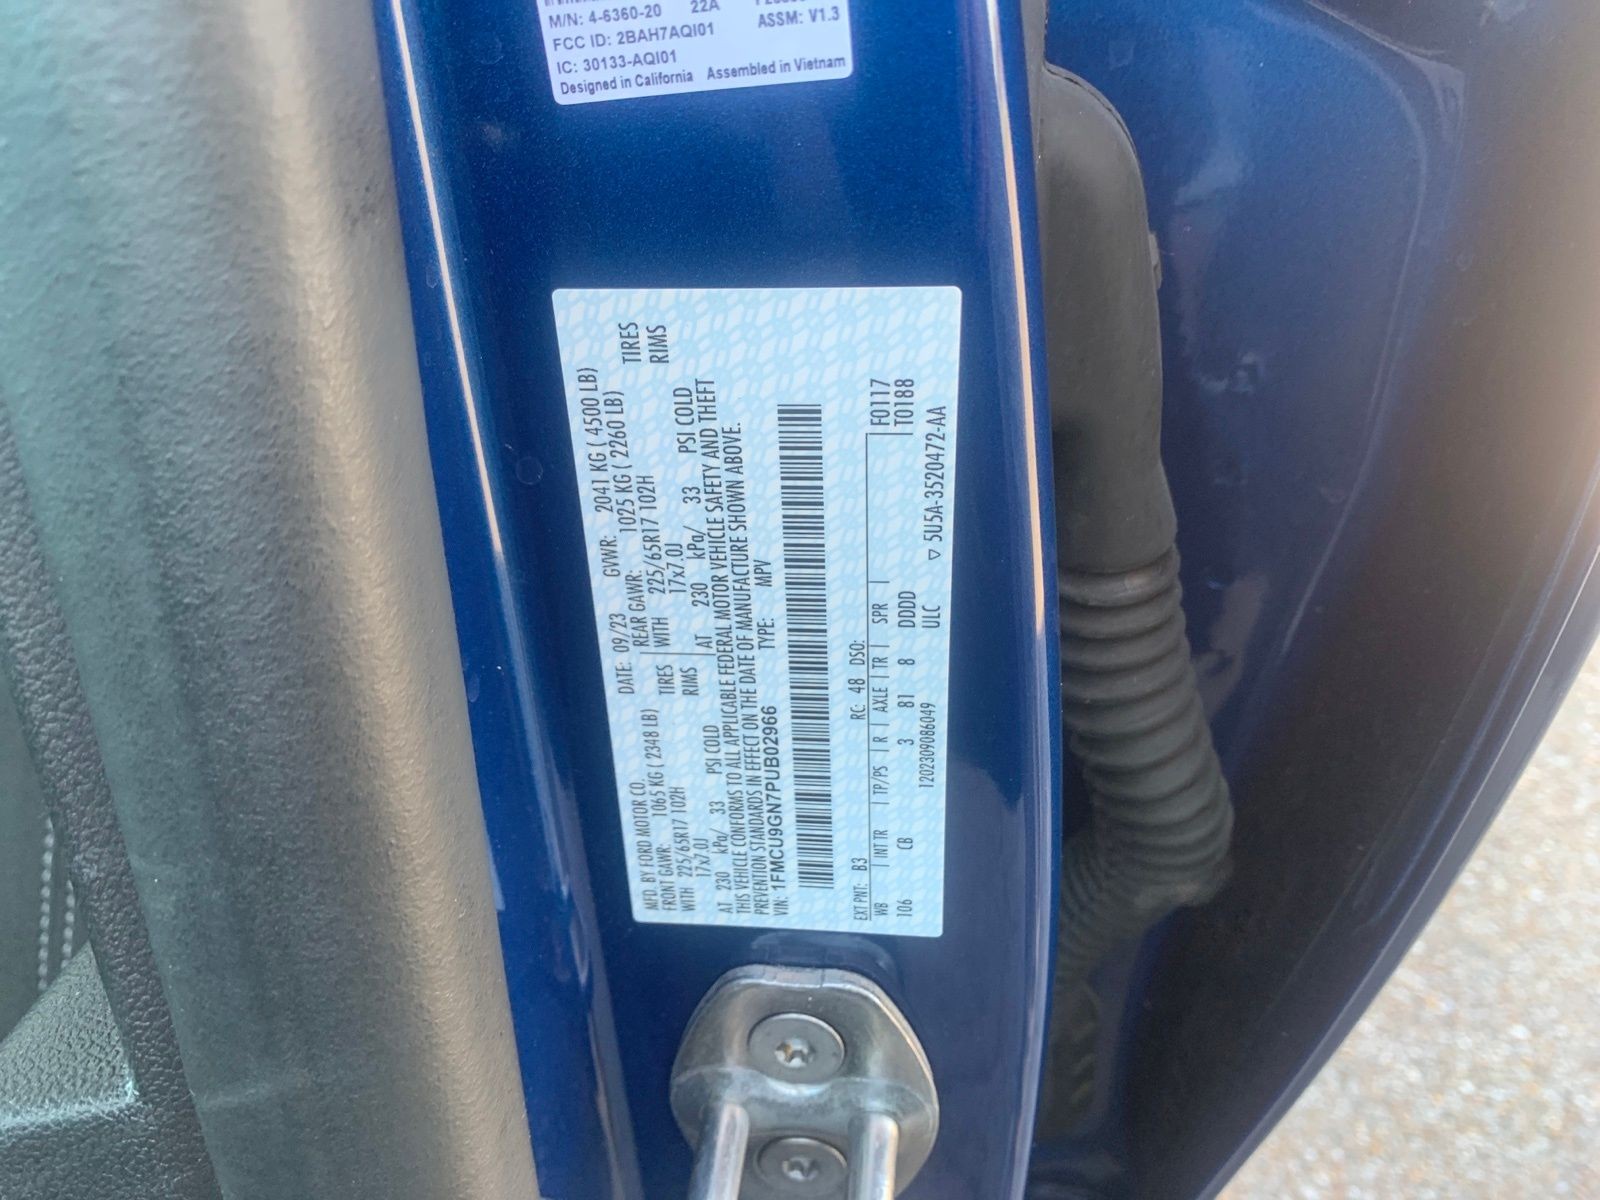 M/N: 4-6360-20 22A
ASSM: V1.3
FCC ID: 2BAH7AQI01
IC: 30133-AQI01
Designed in California Assembled in Vietnam
MFD. BY FORD MOTOR CO. DATE: 09/23 GVWR: 2041 KG ( 4500 LB)
FRONT GAWR: 1065 KG ( 2348 LB) REAR GAWR: 1025 KG ( 2260 LB)
WITH 225/65R17 102H TIRES WITH 225/65R17 102H TIRES
17x7.0J RIMS 17x7.0J RIMS
AT 230 kPa/ 33 PSI COLD AT 230 kPa/ 33 PSI COLD
THIS VEHICLE CONFORMS TO ALL APPLICABLE FEDERAL MOTOR VEHICLE SAFETY AND THEFT
PREVENTION STANDARDS IN EFFECT ON THE DATE OF MANUFACTURE SHOWN ABOVE.
VIN: 1FMCU9GN7PUB02966 TYPE: MPV
EXT PNT: B3 RC: 48 DSO:
WB INT TR TP/PS R AXLE TR SPR F0117
106 CB 3 81 8 DDDD T0188
ULC
120230908​6049 ▽ 5U5A-3520472-AA